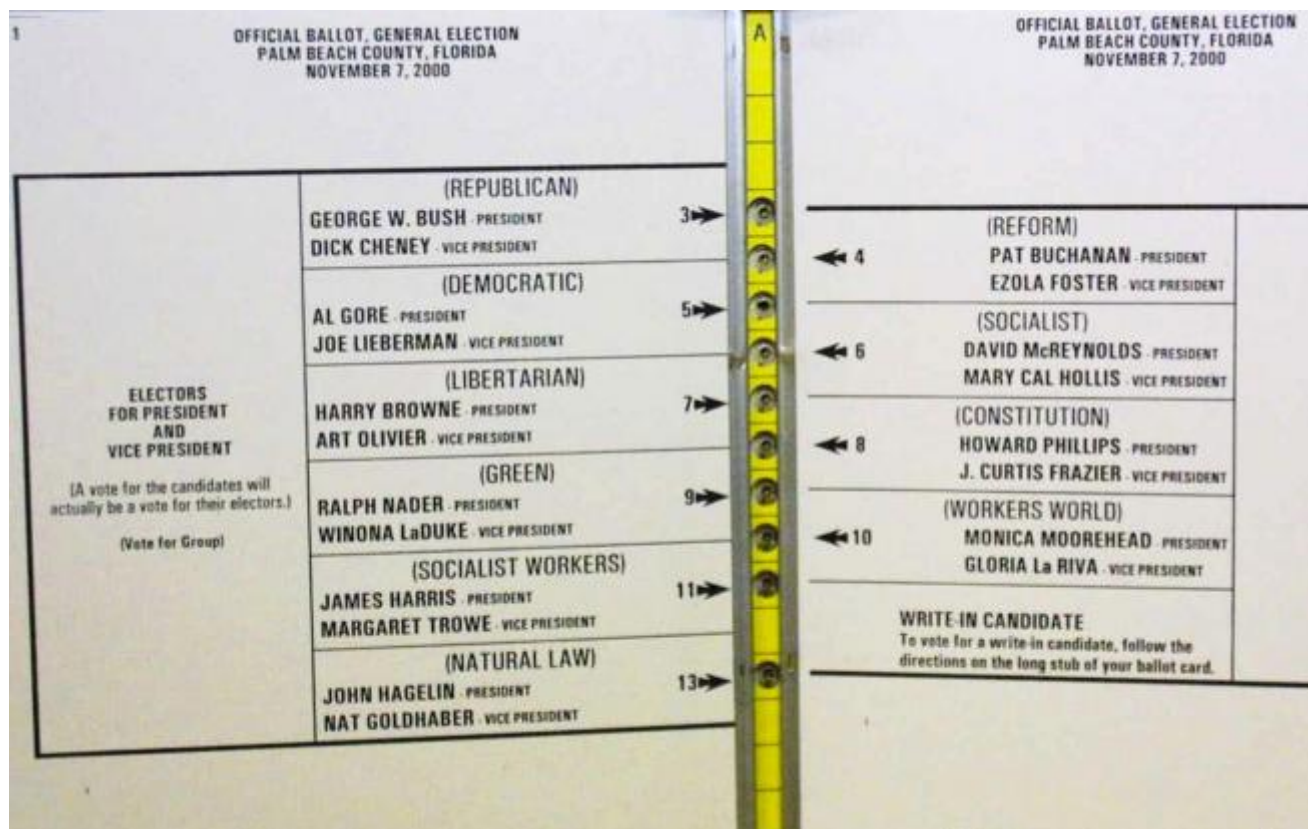 1
OFFICIAL BALLOT, GENERAL ELECTION
PALM BEACH COUNTY, FLORIDA
NOVEMBER 7, 2000
ELECTORS
FOR PRESIDENT
AND
VICE PRESIDENT
(A vote for the candidates will
actually be a vote for their electors.)
(Vote for Group)
(REPUBLICAN)
GEORGE W. BUSH - PRESIDENT 3
DICK CHENEY - VICE PRESIDENT
(DEMOCRATIC)
AL GORE - PRESIDENT 5
JOE LIEBERMAN - VICE PRESIDENT
(LIBERTARIAN)
HARRY BROWNE - PRESIDENT 7
ART OLIVIER - VICE PRESIDENT
(GREEN)
RALPH NADER - PRESIDENT 9
WINONA LaDUKE - VICE PRESIDENT
(SOCIALIST WORKERS)
JAMES HARRIS - PRESIDENT 11
MARGARET TROWE - VICE PRESIDENT
(NATURAL LAW)
JOHN HAGELIN - PRESIDENT 13
NAT GOLDHABER - VICE PRESIDENT
A
OFFICIAL BALLOT, GENERAL ELECTION
PALM BEACH COUNTY, FLORIDA
NOVEMBER 7, 2000
(REFORM)
4 PAT BUCHANAN - PRESIDENT
EZOLA FOSTER - VICE PRESIDENT
(SOCIALIST)
6 DAVID McREYNOLDS - PRESIDENT
MARY CAL HOLLIS - VICE PRESIDENT
(CONSTITUTION)
8 HOWARD PHILLIPS - PRESIDENT
J. CURTIS FRAZIER - VICE PRESIDENT
(WORKERS WORLD)
10 MONICA MOOREHEAD - PRESIDENT
GLORIA La RIVA - VICE PRESIDENT
WRITE-IN CANDIDATE
To vote for a write-in candidate, follow the
directions on the long stub of your ballot card.